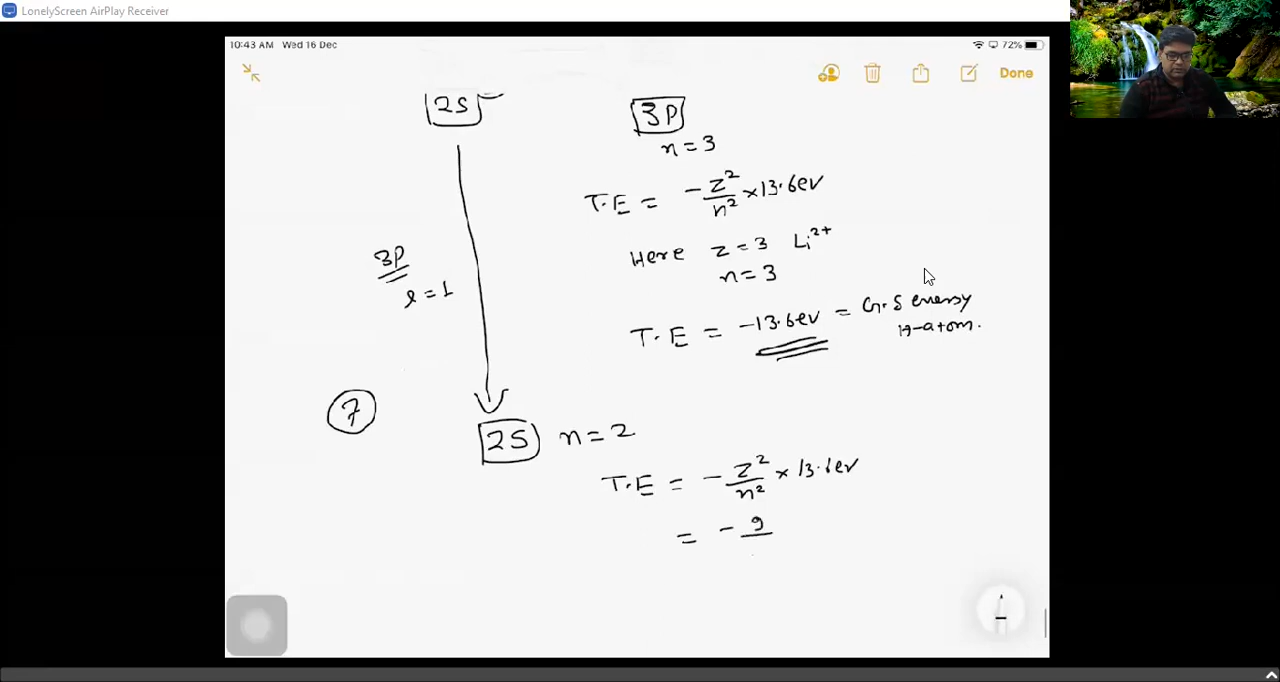 LonelyScreen AirPlay Receiver
10:43 AM Wed 16 Dec
72%
Done
2S
3P
n = 3
T.E = -z²/n² × 13.6ev
Here z = 3 Li²⁺
n = 3
3P
l = 1
T.E = -13.6ev = G.S energy
H-atom.
7
2S n = 2
T.E = -z²/n² × 13.6ev
= - 9